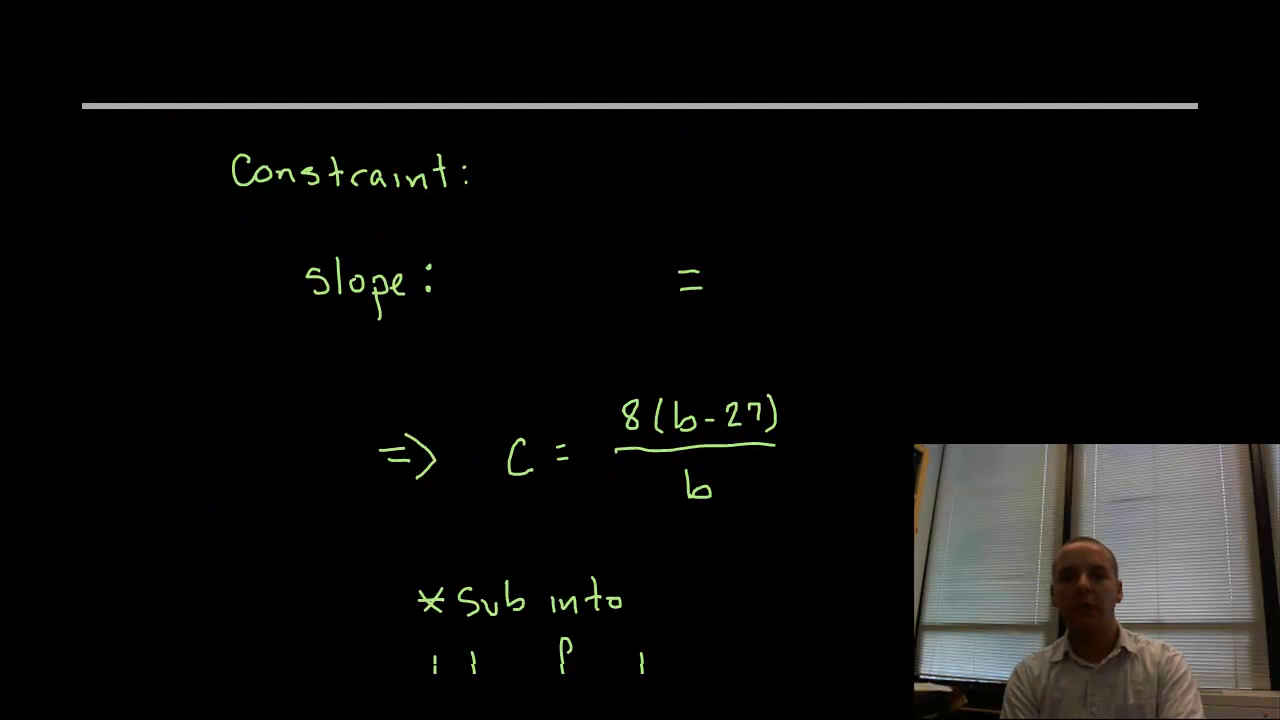 Constraint:
slope: =
=> C = 8(b-27)
b
* Sub into